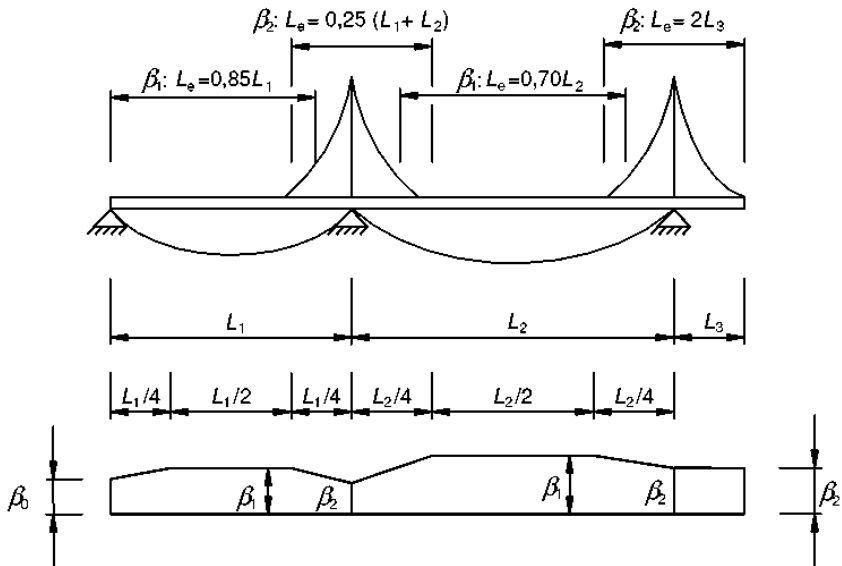 β₂: Lₑ= 0,25 (L₁+ L₂)
β₂: Lₑ= 2L₃
β₁: Lₑ=0,85L₁
β₁: Lₑ=0,70L₂
L₁
L₂
L₃
L₁/4
L₁/2
L₁/4
L₂/4
L₂/2
L₂/4
β₀
β₁
β₂
β₁
β₂
β₂